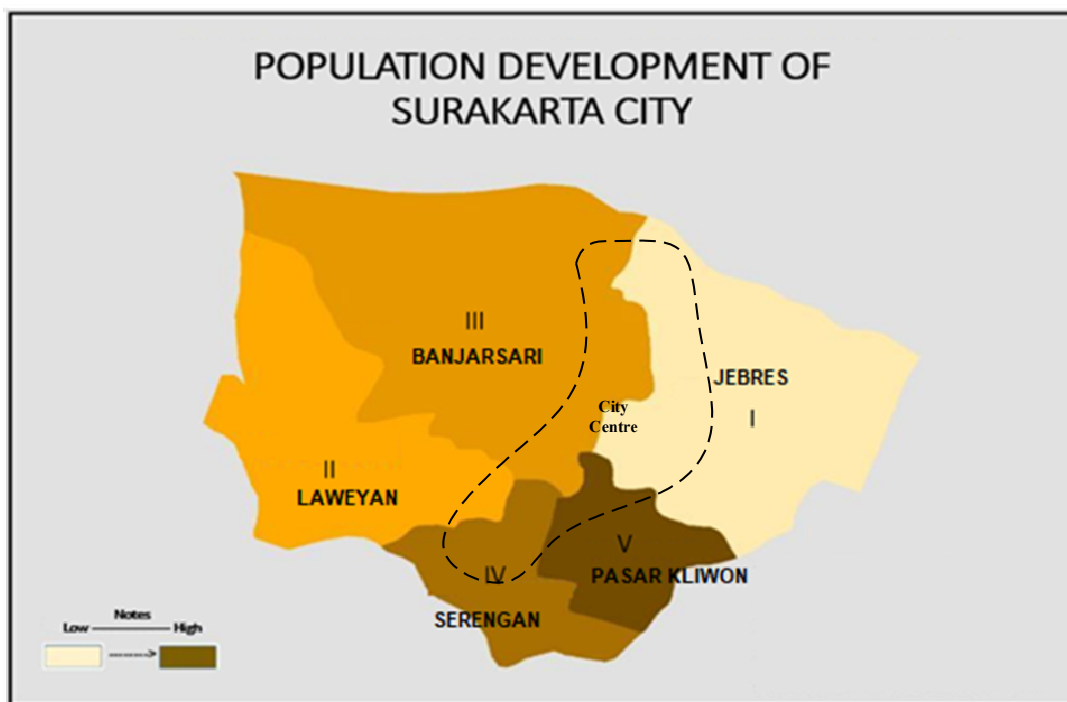 POPULATION DEVELOPMENT OF
SURAKARTA CITY
III
BANJARSARI
JEBRES
I
City
Centre
II
LAWEYAN
V
PASAR KLIWON
IV
SERENGAN
Notes
Low
High